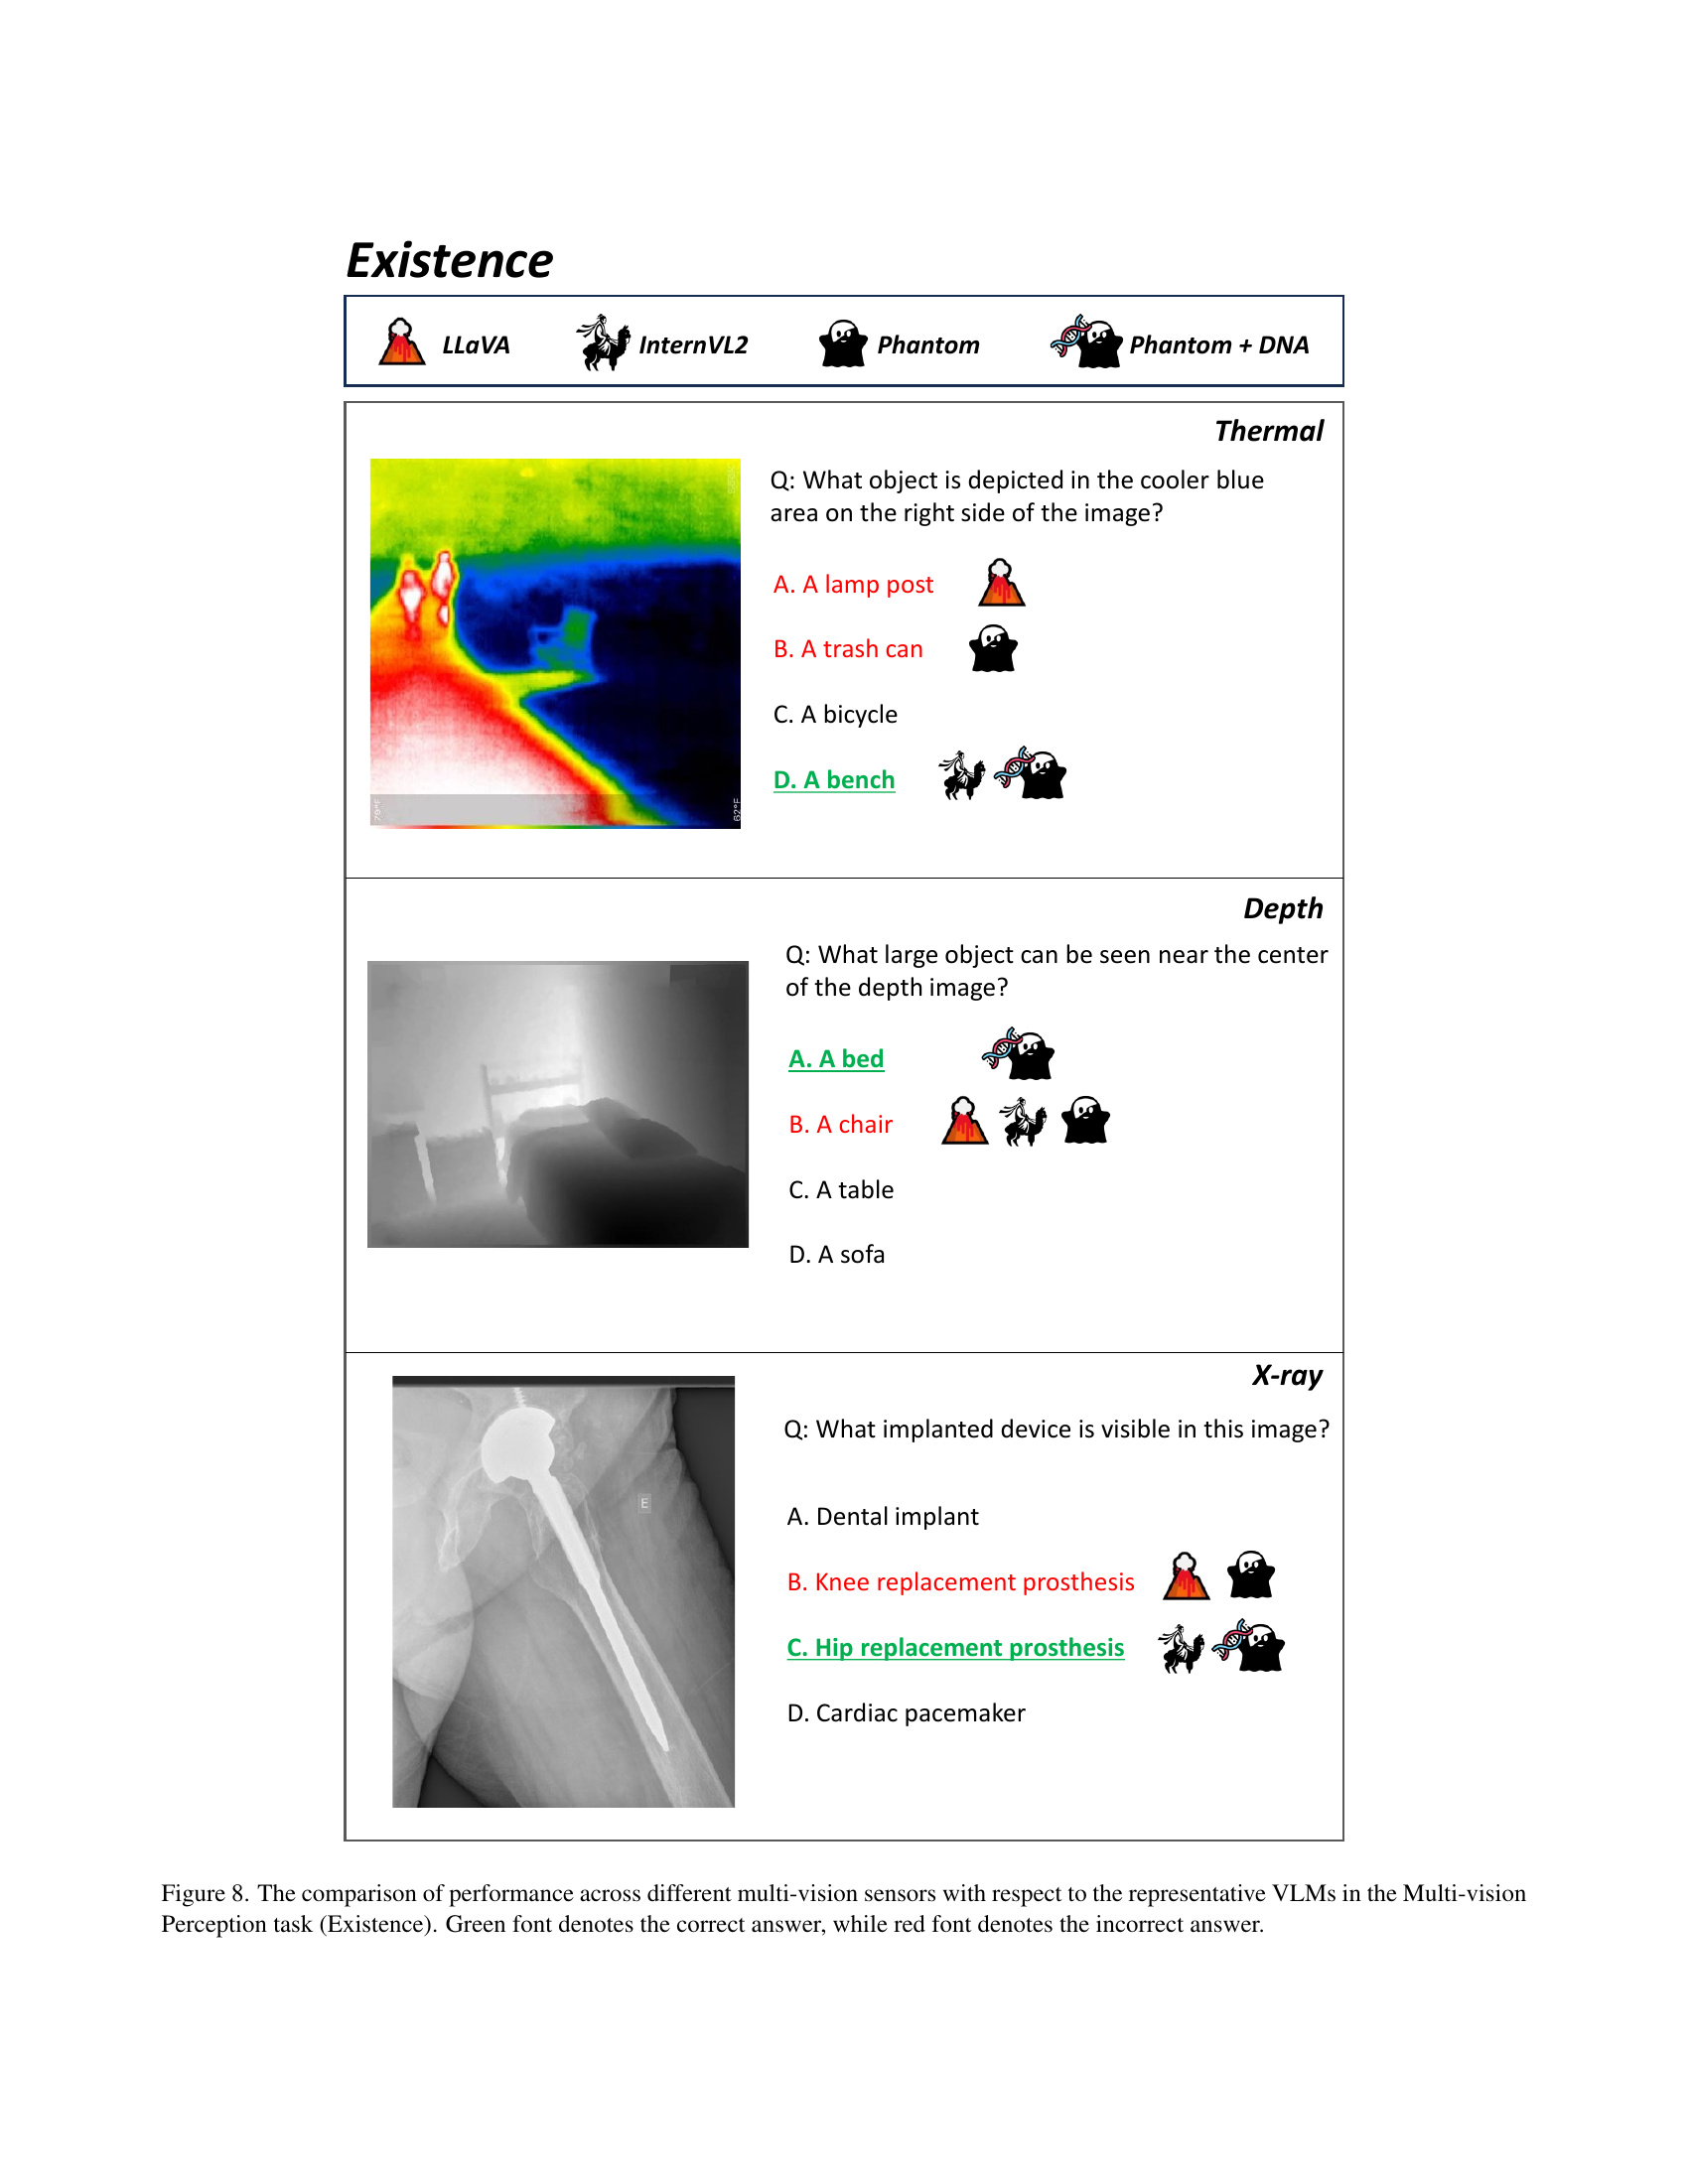 Existence
LLaVA InternVL2 Phantom Phantom + DNA
Thermal
Q: What object is depicted in the cooler blue
area on the right side of the image?
A. A lamp post
B. A trash can
C. A bicycle
D. A bench
79°F
62°F
Depth
Q: What large object can be seen near the center
of the depth image?
A. A bed
B. A chair
C. A table
D. A sofa
X-ray
Q: What implanted device is visible in this image?
E
A. Dental implant
B. Knee replacement prosthesis
C. Hip replacement prosthesis
D. Cardiac pacemaker
Figure 8. The comparison of performance across different multi-vision sensors with respect to the representative VLMs in the Multi-vision
Perception task (Existence). Green font denotes the correct answer, while red font denotes the incorrect answer.